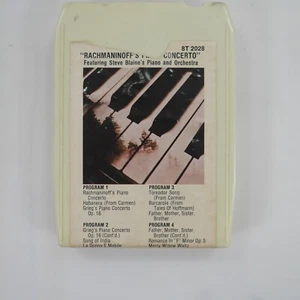 8T 2028
"RACHMANINOFF'S PIANO CONCERTO"
Featuring Steve Blaine's Piano and Orchestra
PROGRAM 1
Rachmaninoff's Piano
Concerto
Habanera (From Carmen)
Grieg's Piano Concerto
Op. 16
PROGRAM 2
Grieg's Piano Concerto
Op. 16 (Cont'd.)
Song of India
La Donna E Mobile
PROGRAM 3
Toreador Song
(From Carmen)
Barcarolle (From
Tales Of Hoffmann)
Father, Mother, Sister,
Brother
PROGRAM 4
Father, Mother, Sister,
Brother (Cont'd.)
Romance In "F" Minor Op. 5
Merry Widow Waltz